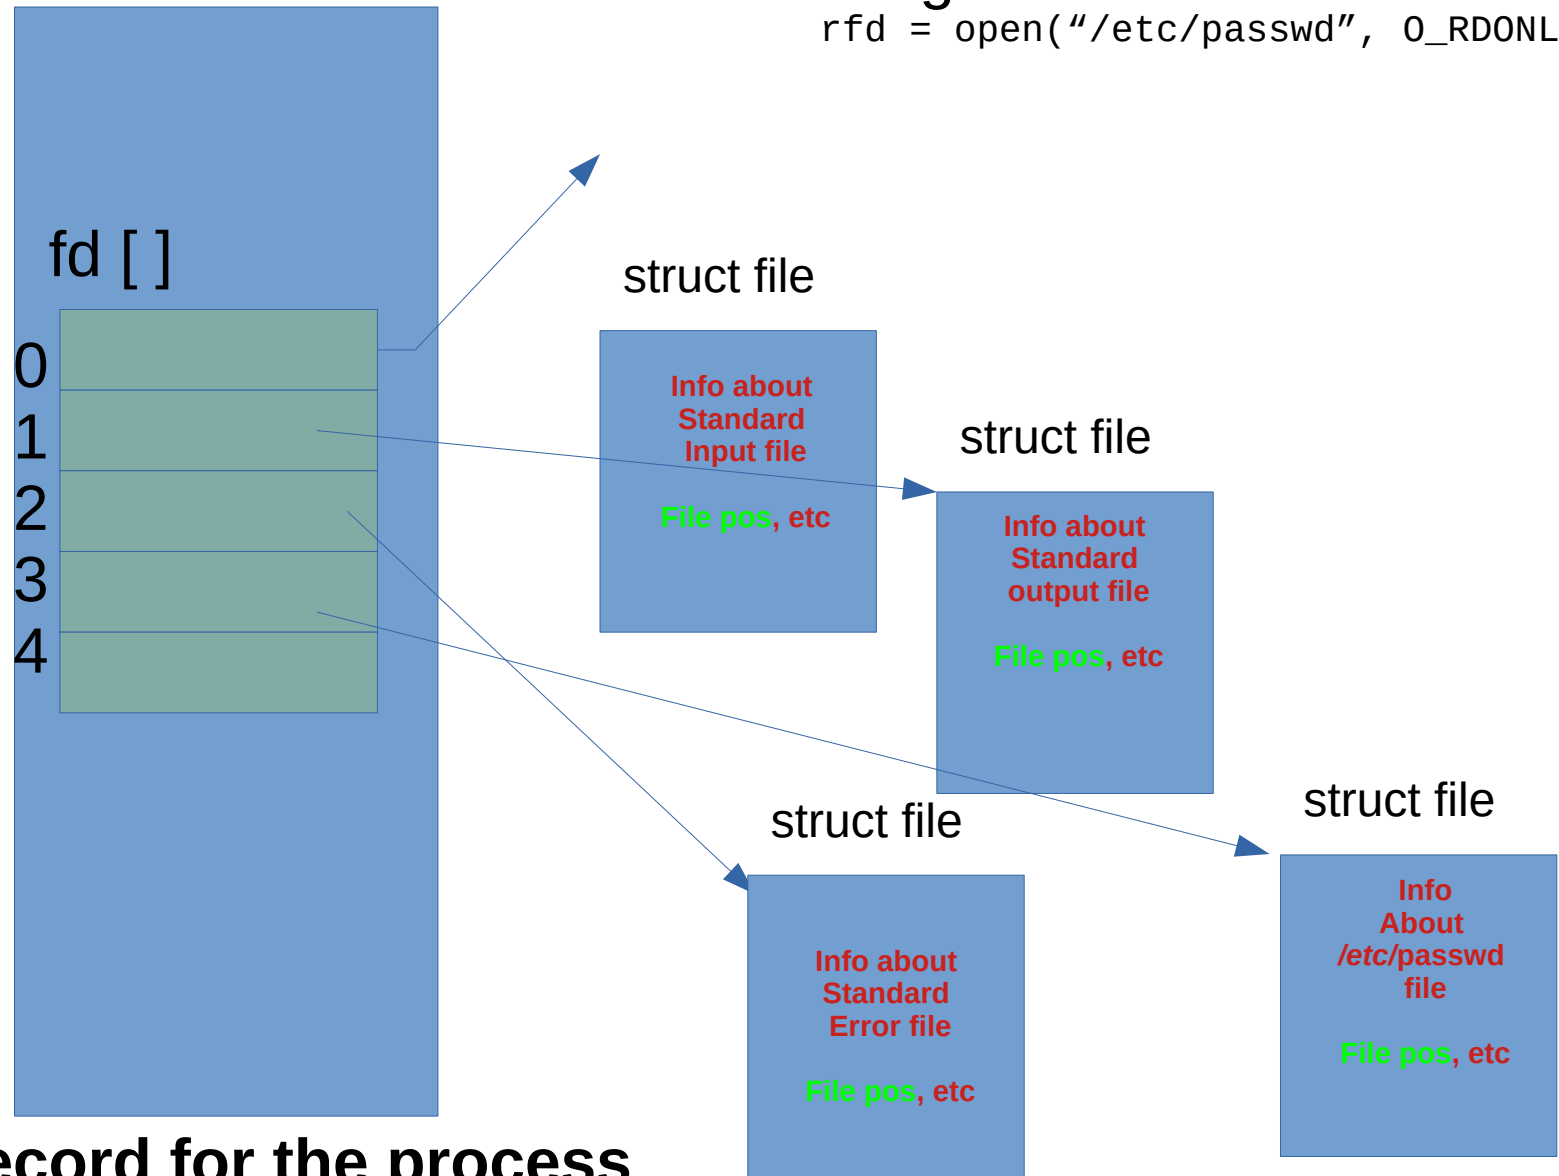 rfd = open(“/etc/passwd”, O_RDONL
fd [ ]
0
1
2
3
4
struct file
Info about
Standard
Input file
File pos, etc
struct file
Info about
Standard
output file
File pos, etc
struct file
Info about
Standard
Error file
File pos, etc
struct file
Info
About
/etc/passwd
file
File pos, etc
ecord for the process